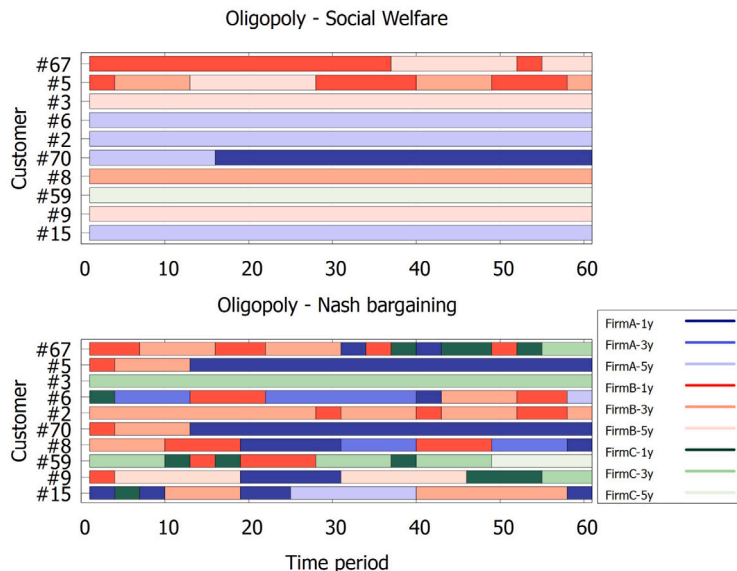 Oligopoly - Social Welfare
#67
#5
#3
#6
#2
#70
#8
#59
#9
#15
Customer
0 10 20 30 40 50 60
Oligopoly - Nash bargaining
#67
#5
#3
#6
#2
#70
#8
#59
#9
#15
Customer
0 10 20 30 40 50 60
Time period
FirmA-1y
FirmA-3y
FirmA-5y
FirmB-1y
FirmB-3y
FirmB-5y
FirmC-1y
FirmC-3y
FirmC-5y